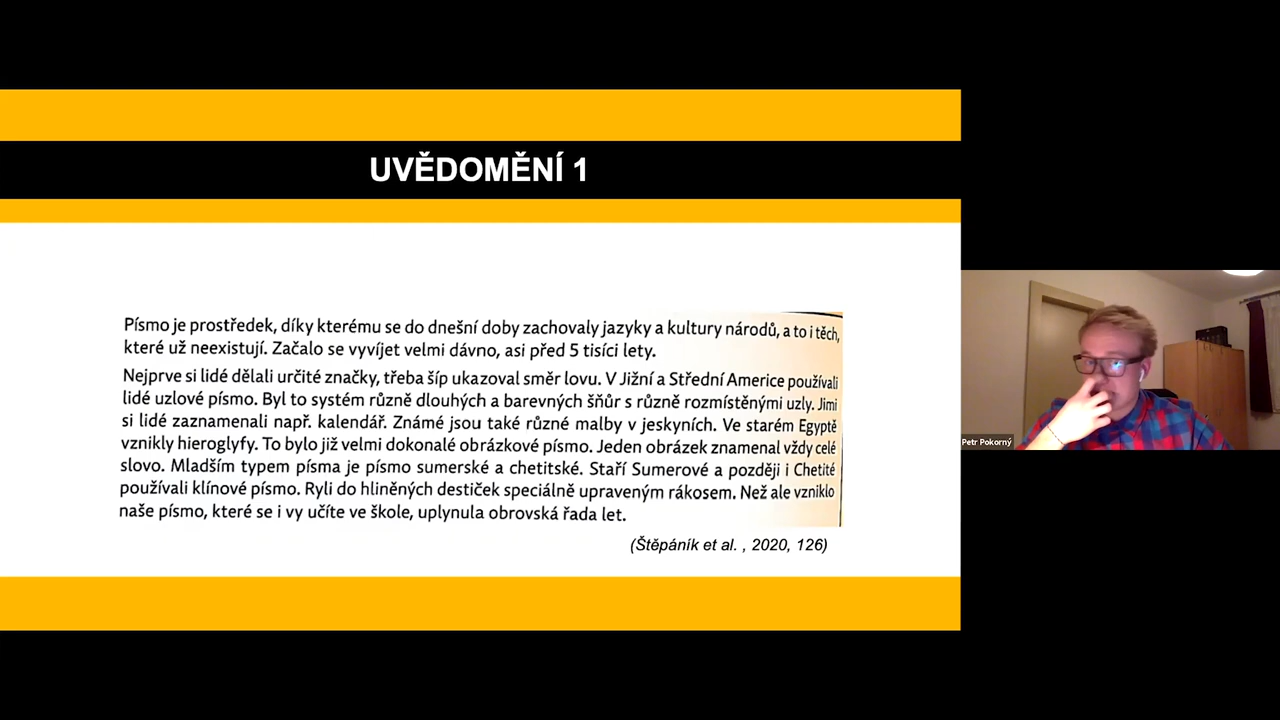 UVĚDOMĚNÍ 1
Písmo je prostředek, díky kterému se do dnešní doby zachovaly jazyky a kultury národů, a to i těch,
které už neexistují. Začalo se vyvíjet velmi dávno, asi před 5 tisíci lety.
Nejprve si lidé dělali určité značky, třeba šíp ukazoval směr lovu. V Jižní a Střední Americe používali
lidé uzlové písmo. Byl to systém různě dlouhých a barevných šňůr s různě rozmístěnými uzly. Jimi
si lidé zaznamenali např. kalendář. Známé jsou také různé malby v jeskyních. Ve starém Egyptě
vznikly hieroglyfy. To bylo již velmi dokonalé obrázkové písmo. Jeden obrázek znamenal vždy celé
slovo. Mladším typem písma je písmo sumerské a chetitské. Staří Sumerové a později i Chetité
používali klínové písmo. Ryli do hliněných destiček speciálně upraveným rákosem. Než ale vzniklo
naše písmo, které se i vy učíte ve škole, uplynula obrovská řada let.
(Štěpáník et al. , 2020, 126)
Petr Pokorný